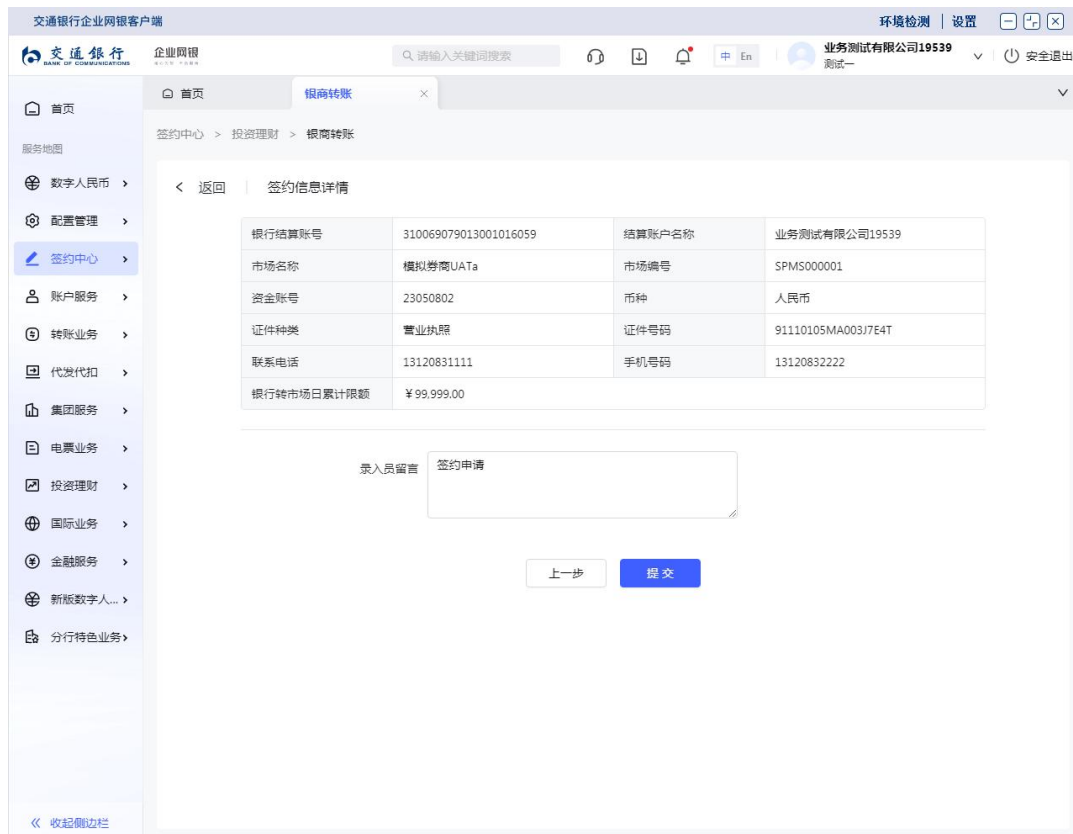 交通银行企业网银客户端 环境检测 设置
交通銀行 企业网银 请输入关键词搜索 中 En 业务测试有限公司19539 安全退出
BANK OF COMMUNICATIONS 测试一
首页 银商转账
首页
签约中心 > 投资理财 > 银商转账
服务地图
数字人民币
配置管理
签约中心
账户服务
转账业务
代发代扣
集团服务
电票业务
投资理财
国际业务
金融服务
新版数字人...
分行特色业务
收起侧边栏
返回 签约信息详情
银行结算账号 310069079013001016059 结算账户名称 业务测试有限公司19539
市场名称 模拟券商UATa 市场编号 SPMS000001
资金账号 23050802 币种 人民币
证件种类 营业执照 证件号码 91110105MA003J7E4T
联系电话 13120831111 手机号码 13120832222
银行转市场日累计限额 ￥99,999.00
录入员留言 签约申请
上一步 提交